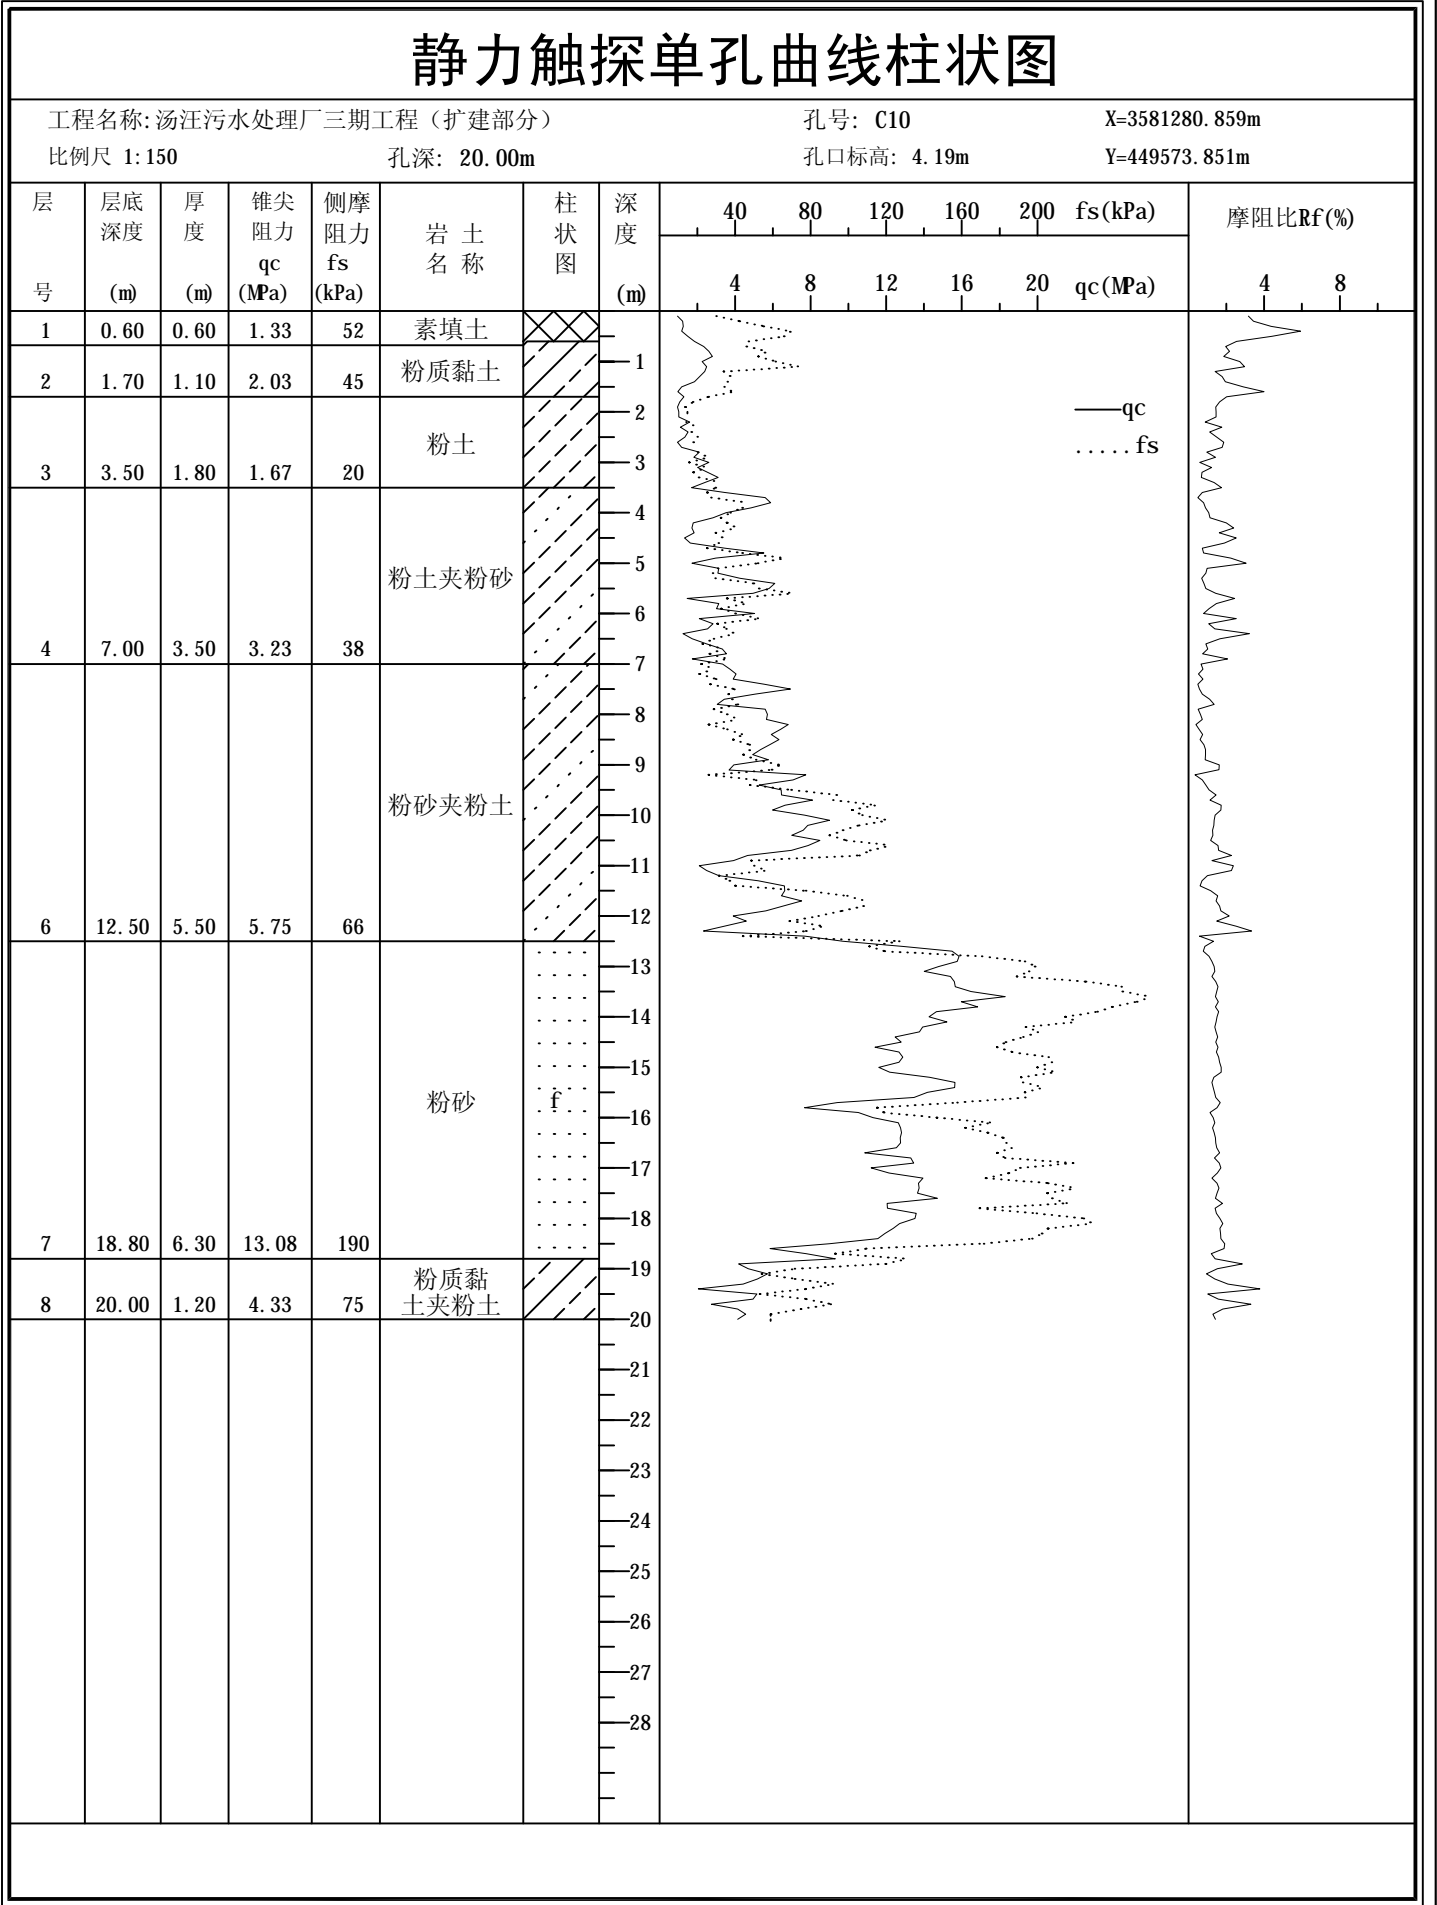 静力触探单孔曲线柱状图
工程名称:汤汪污水处理厂三期工程（扩建部分） 孔号: C10 X=3581280.859m
比例尺 1:150 孔深: 20.00m 孔口标高: 4.19m Y=449573.851m
层号 层底深度(m) 厚度(m) 锥尖阻力qc(MPa) 侧摩阻力fs(kPa) 岩土名称 柱状图 深度(m)
40 80 120 160 200 fs(kPa)
4 8 12 16 20 qc(MPa)
摩阻比Rf(%)
4 8
1 0.60 0.60 1.33 52 素填土
2 1.70 1.10 2.03 45 粉质黏土
3 3.50 1.80 1.67 20 粉土
4 7.00 3.50 3.23 38 粉土夹粉砂
6 12.50 5.50 5.75 66 粉砂夹粉土
7 18.80 6.30 13.08 190 粉砂
f
8 20.00 1.20 4.33 75 粉质黏土夹粉土
1
2
3
4
5
6
7
8
9
10
11
12
13
14
15
16
17
18
19
20
21
22
23
24
25
26
27
28
qc
.....fs